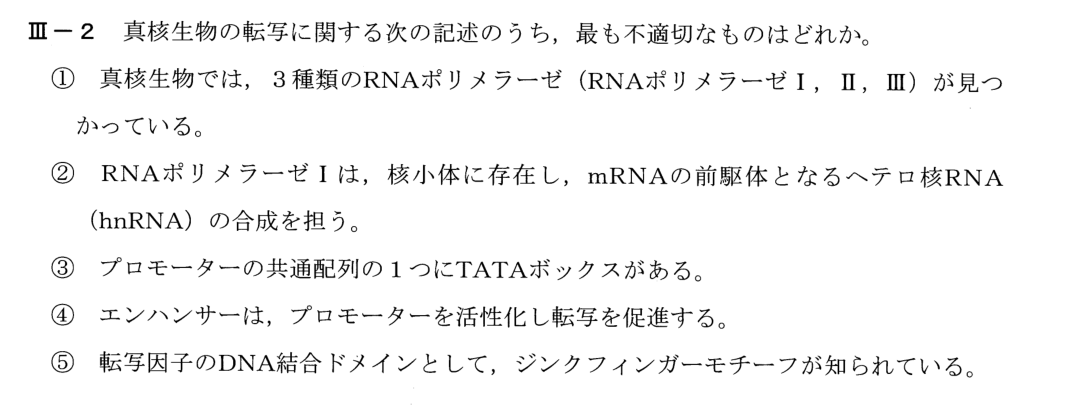 Ⅲ－2　真核生物の転写に関する次の記述のうち，最も不適切なものはどれか。
①　真核生物では，３種類のRNAポリメラーゼ（RNAポリメラーゼⅠ，Ⅱ，Ⅲ）が見つ
かっている。
②　RNAポリメラーゼⅠは，核小体に存在し，mRNAの前駆体となるヘテロ核RNA
（hnRNA）の合成を担う。
③　プロモーターの共通配列の１つにTATAボックスがある。
④　エンハンサーは，プロモーターを活性化し転写を促進する。
⑤　転写因子のDNA結合ドメインとして，ジンクフィンガーモチーフが知られている。